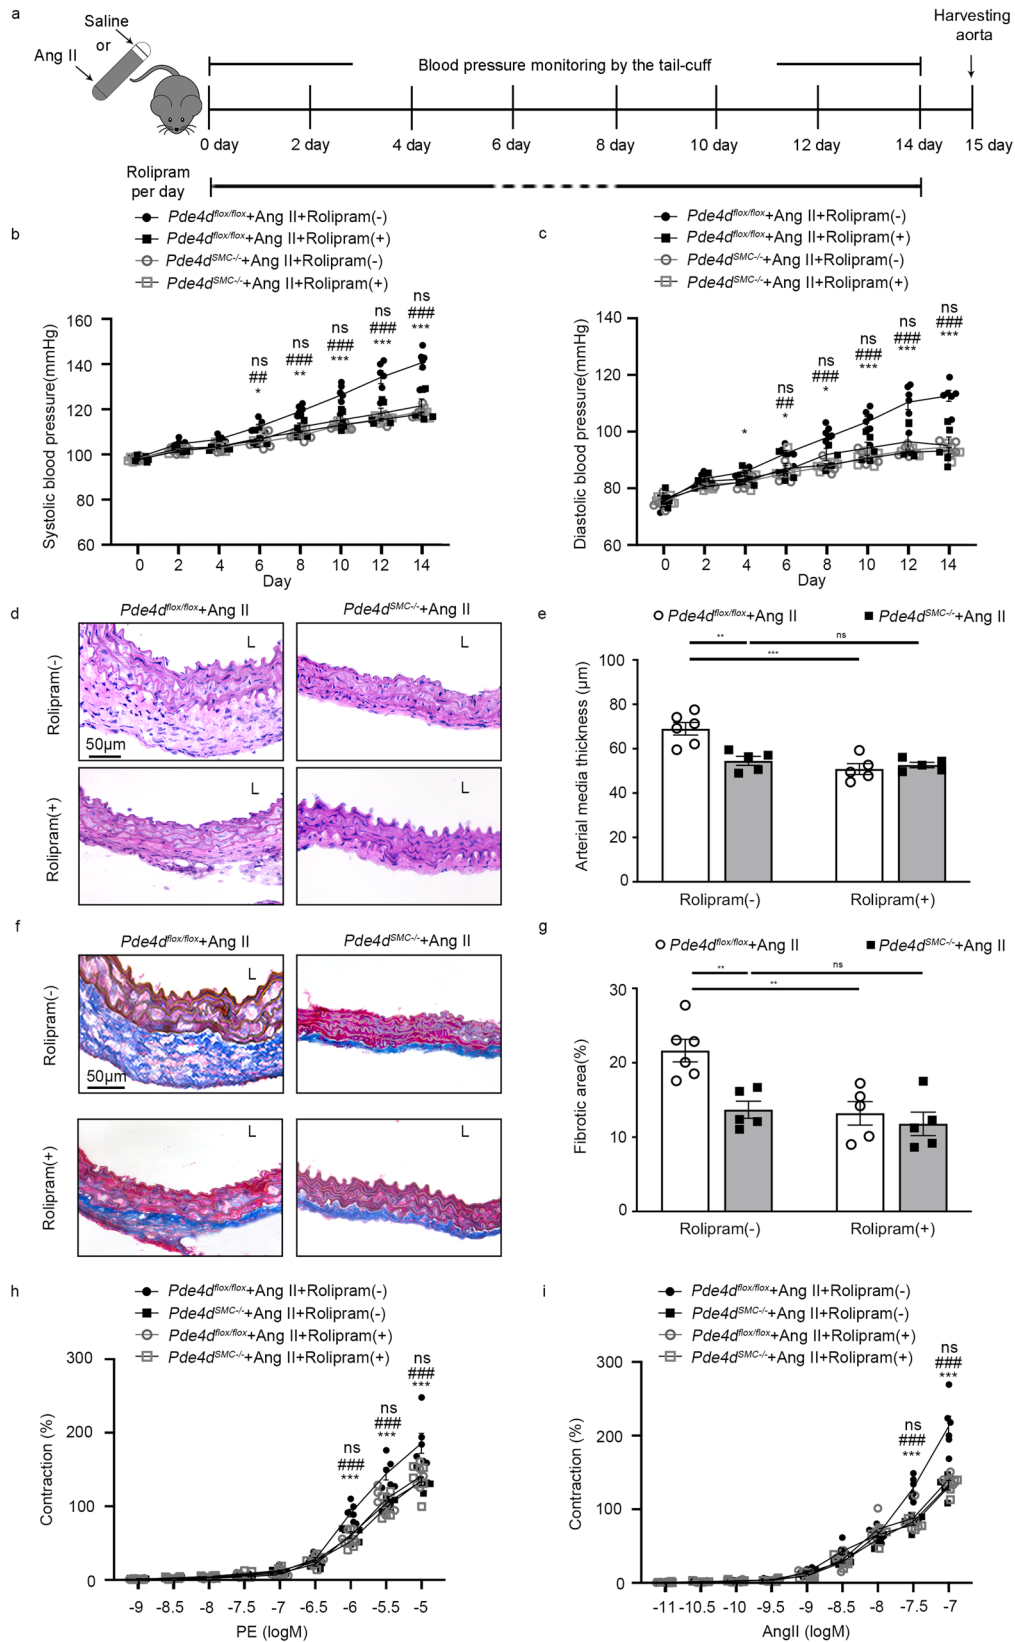 a
Saline
or
Ang II
Harvesting
aorta
Blood pressure monitoring by the tail-cuff
0 day 2 day 4 day 6 day 8 day 10 day 12 day 14 day 15 day
Rolipram
per day
b
Pde4dflox/flox+Ang II+Rolipram(-)
Pde4dflox/flox+Ang II+Rolipram(+)
Pde4dSMC-/-+Ang II+Rolipram(-)
Pde4dSMC-/-+Ang II+Rolipram(+)
Systolic blood pressure(mmHg)
160
140
120
100
80
60
ns ns ns ns ns
## ### ### ### ###
* ** *** *** ***
0 2 4 6 8 10 12 14
Day
c
Pde4dflox/flox+Ang II+Rolipram(-)
Pde4dflox/flox+Ang II+Rolipram(+)
Pde4dSMC-/-+Ang II+Rolipram(-)
Pde4dSMC-/-+Ang II+Rolipram(+)
Diastolic blood pressure(mmHg)
140
120
100
80
60
ns ns ns ns ns
## ### ### ### ###
* * * *** *** ***
0 2 4 6 8 10 12 14
Day
d
Pde4dflox/flox+Ang II
Pde4dSMC-/-+Ang II
Rolipram(-)
L
L
50μm
Rolipram(+)
L
L
e
Pde4dflox/flox+Ang II
Pde4dSMC-/-+Ang II
** ns
***
Arterial media thickness (μm)
100
80
60
40
20
0
Rolipram(-) Rolipram(+)
f
Pde4dflox/flox+Ang II
Pde4dSMC-/-+Ang II
Rolipram(-)
L
50μm
Rolipram(+)
L
L
g
Pde4dflox/flox+Ang II
Pde4dSMC-/-+Ang II
** ns
**
Fibrotic area(%)
30
20
10
0
Rolipram(-) Rolipram(+)
h
Pde4dflox/flox+Ang II+Rolipram(-)
Pde4dSMC-/-+Ang II+Rolipram(-)
Pde4dflox/flox+Ang II+Rolipram(+)
Pde4dSMC-/-+Ang II+Rolipram(+)
Contraction (%)
300
200
100
0
ns ns ns
### ### ###
*** *** ***
-9 -8.5 -8 -7.5 -7 -6.5 -6 -5.5 -5
PE (logM)
i
Pde4dflox/flox+Ang II+Rolipram(-)
Pde4dSMC-/-+Ang II+Rolipram(-)
Pde4dflox/flox+Ang II+Rolipram(+)
Pde4dSMC-/-+Ang II+Rolipram(+)
Contraction (%)
300
200
100
0
ns ns
### ###
*** ***
-11 -10.5 -10 -9.5 -9 -8.5 -8 -7.5 -7
AngII (logM)